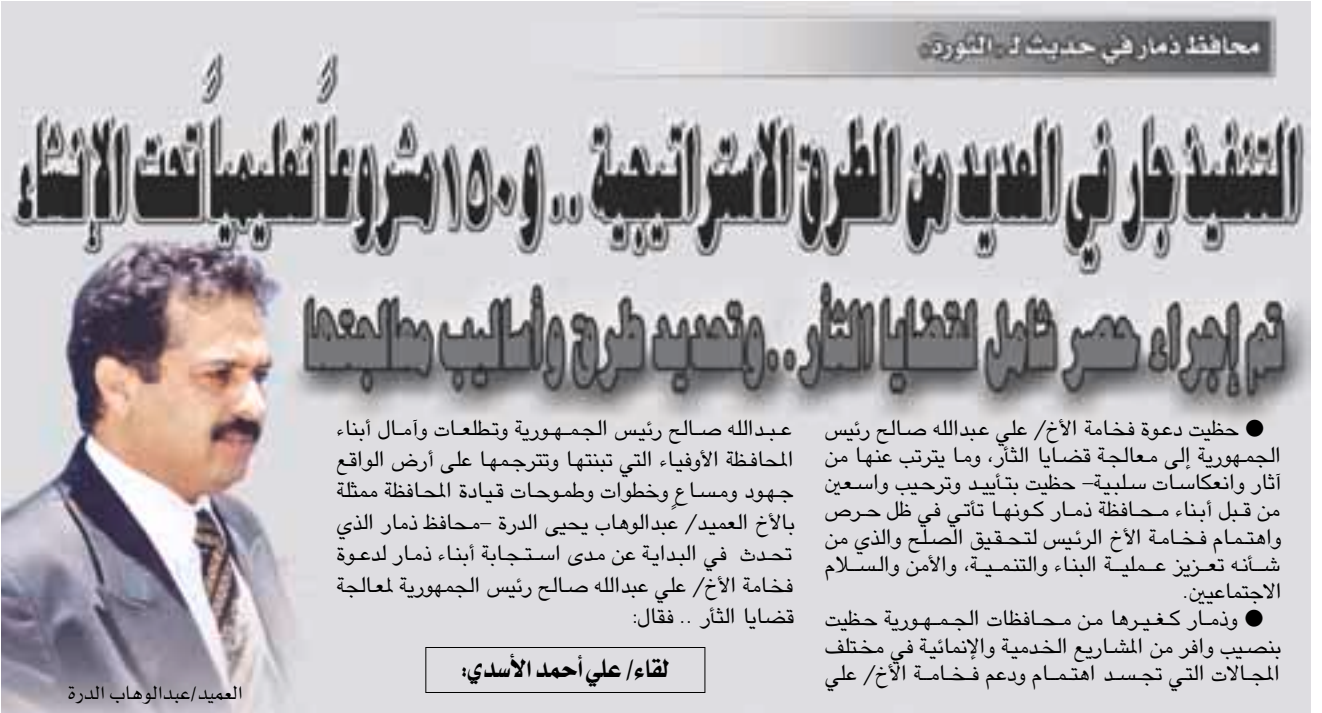 محافظ ذمار في حديث لـ «الثورة»
التنفيذ جار في العديد من الطرق الاستراتيجية .. و١٥٠ مشروعاً تعليمياً تحت الإنشاء
تم إجراء حصر شامل لقضايا الثأر .. وتحديد طرق وأساليب معالجتها
● حظيت دعوة فخامة الأخ/ علي عبدالله صالح رئيس
الجمهورية إلى معالجة قضايا الثأر، وما يترتب عنها من
آثار وانعكاسات سلبية– حظيت بتأييد وترحيب واسعين
من قبل أبناء محافظة ذمار كونها تأتي في ظل حرص
واهتمام فخامة الأخ الرئيس لتحقيق الصلح والذي من
شأنه تعزيز عملية البناء والتنمية، والأمن والسلام
الاجتماعيين.
● وذمار كغيرها من محافظات الجمهورية حظيت
بنصيب وافر من المشاريع الخدمية والإنمائية في مختلف
المجالات التي تجسد اهتمام ودعم فخامة الأخ/ علي
عبدالله صالح رئيس الجمهورية وتطلعات وآمال أبناء
المحافظة الأوفياء التي تبنتها وتترجمها على أرض الواقع
جهود ومساعٍ وخطوات وطموحات قيادة المحافظة ممثلة
بالأخ العميد/ عبدالوهاب يحيى الدرة –محافظ ذمار الذي
تحدث في البداية عن مدى استجابة أبناء ذمار لدعوة
فخامة الأخ/ علي عبدالله صالح رئيس الجمهورية لمعالجة
قضايا الثأر .. فقال:
لقاء/ علي أحمد الأسدي:
العميد/عبدالوهاب الدرة